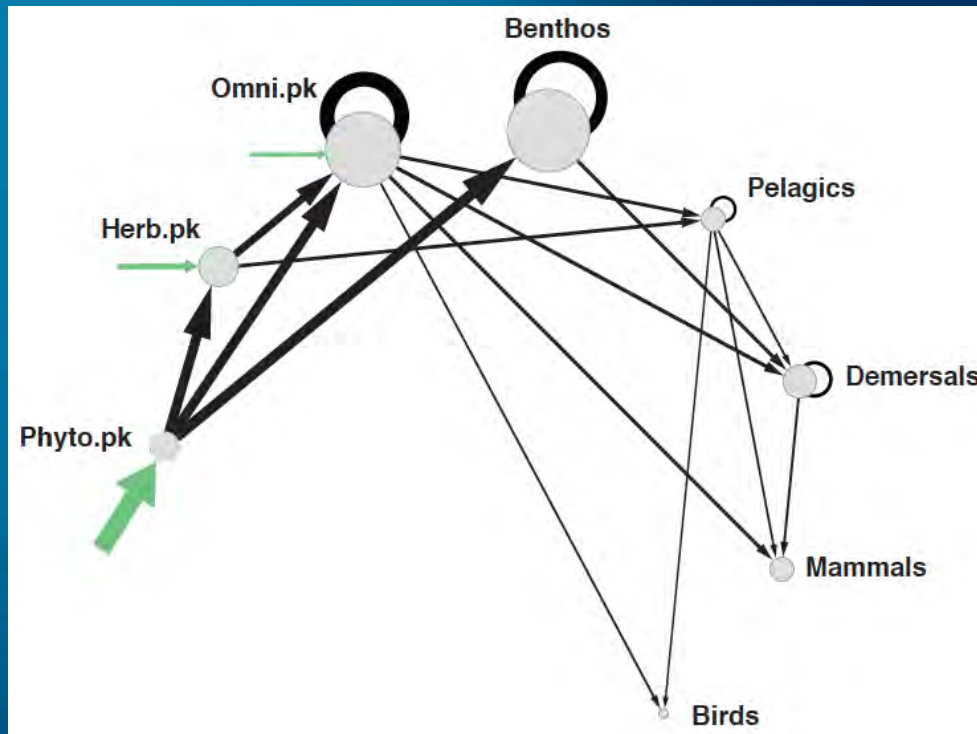 Benthos
Omni.pk
Pelagics
Herb.pk
Demersals
Phyto.pk
Mammals
Birds